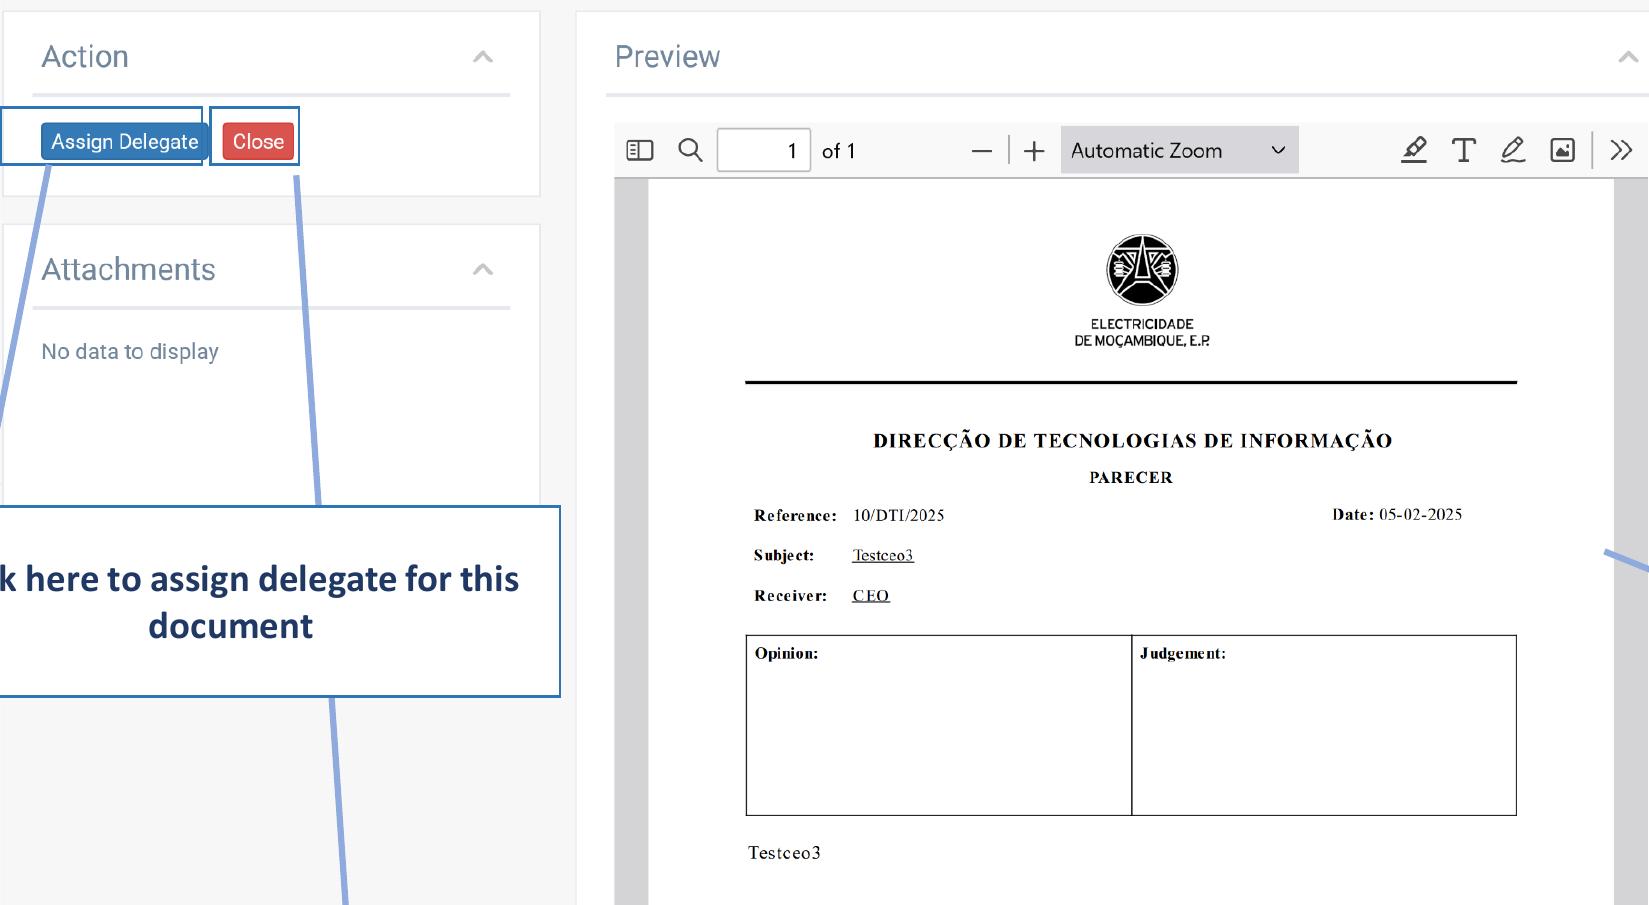 Action
Assign Delegate
Close
Attachments
No data to display
k here to assign delegate for this
document
Preview
1 of 1
Automatic Zoom
ELECTRICIDADE
DE MOÇAMBIQUE, E.P.
DIRECÇÃO DE TECNOLOGIAS DE INFORMAÇÃO
PARECER
Reference: 10/DTI/2025
Date: 05-02-2025
Subject: Testceo3
Receiver: CEO
Opinion:
Judgement:
Testceo3